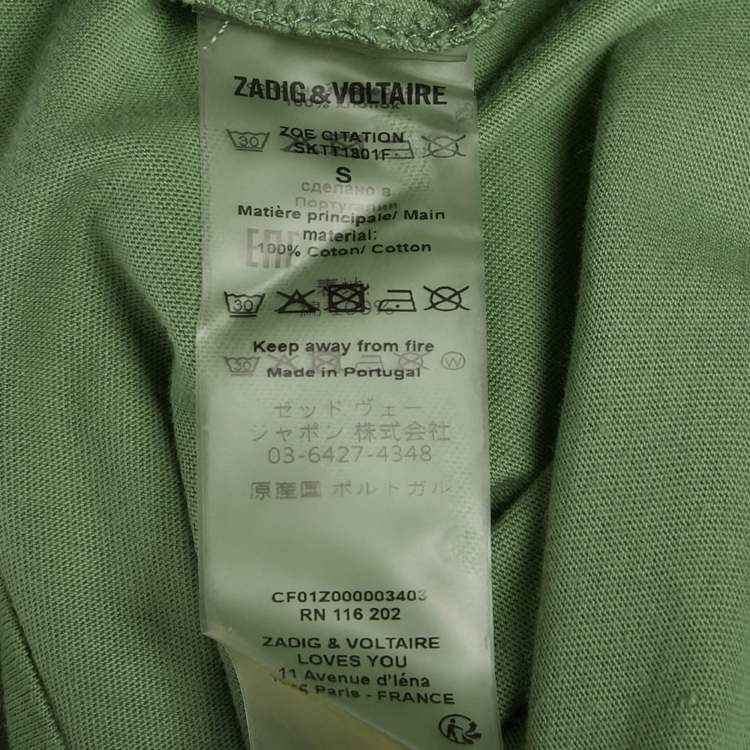 ZADIG & VOLTAIRE
ZOE CITATION
SKTT1801F
S
сделано в
Португалии
Matière principale/ Main
material:
100% Coton/ Cotton
30
Keep away from fire
Made in Portugal
ゼッド ヴェー
ジャポン 株式会社
03-6427-4348
原産国 ポルトガル
CF01Z000003403
RN 116 202
ZADIG & VOLTAIRE
LOVES YOU
11 Avenue d'Iéna
Paris - FRANCE